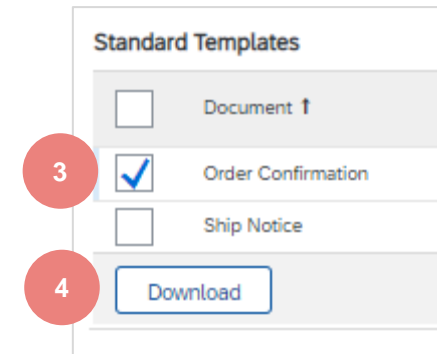 Standard Templates
Document ↑
3 Order Confirmation
Ship Notice
4 Download